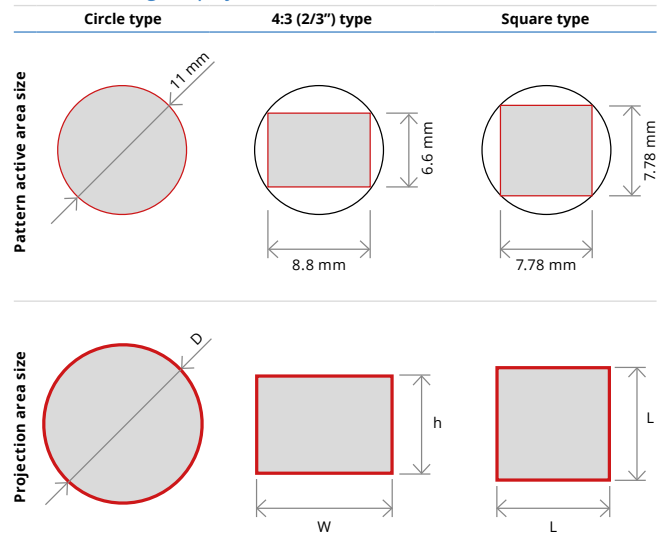 Circle type
4:3 (2/3”) type
Square type
Pattern active area size
11 mm
6.6 mm
8.8 mm
7.78 mm
7.78 mm
Projection area size
D
h
W
L
L